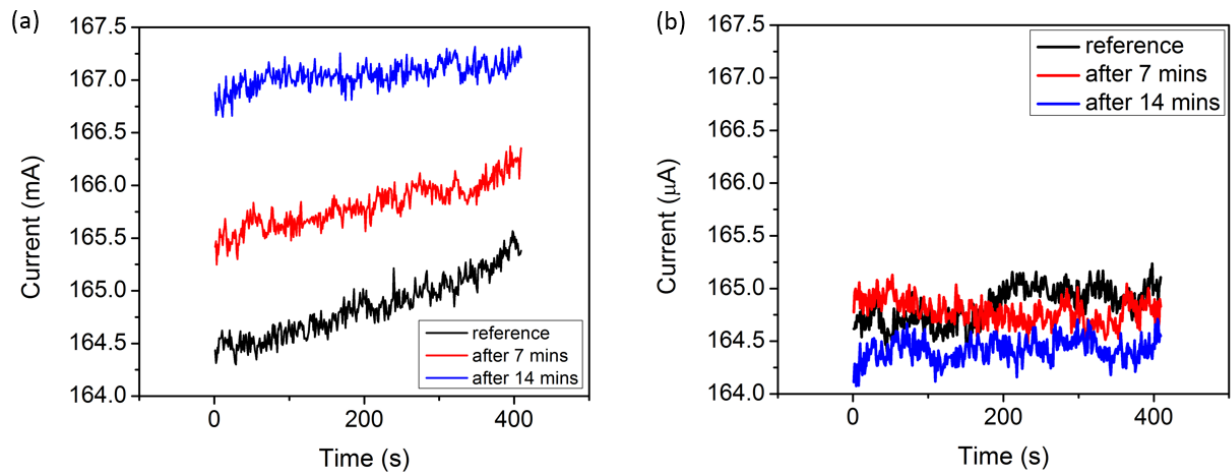 (a)
167.5
167.0
166.5
166.0
165.5
165.0
164.5
164.0
Current (mA)
0
200
400
Time (s)
reference
after 7 mins
after 14 mins
(b)
167.5
167.0
166.5
166.0
165.5
165.0
164.5
164.0
Current (μA)
0
200
400
Time (s)
reference
after 7 mins
after 14 mins